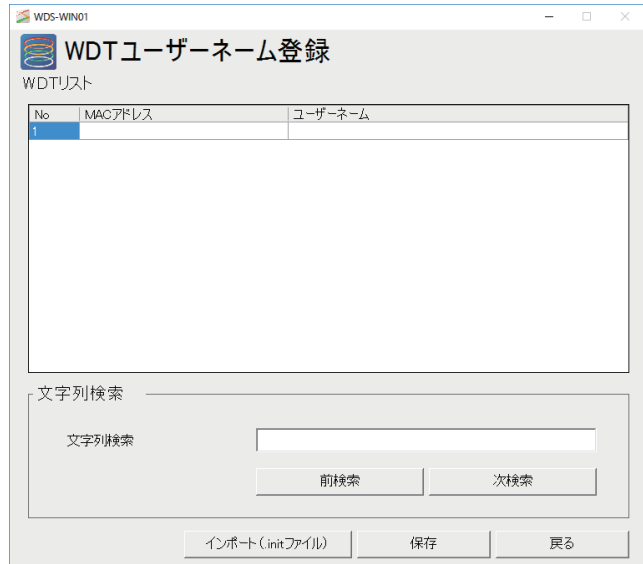 WDS-WIN01
WDTユーザーネーム登録
WDTリスト
No MACアドレス ユーザーネーム
1
文字列検索
文字列検索
前検索 次検索
インポート(.initファイル) 保存 戻る